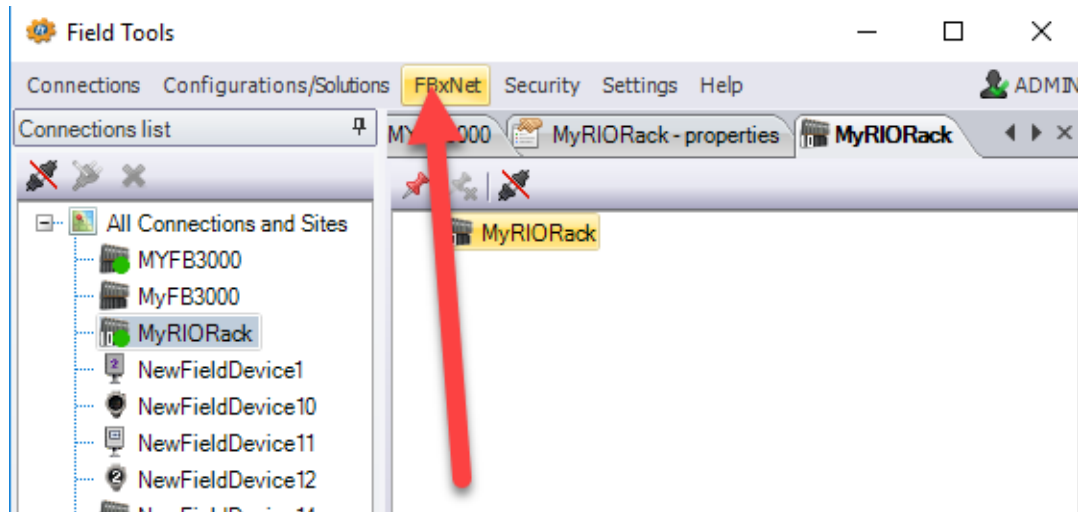 Field Tools
Connections Configurations/Solutions FBxNet Security Settings Help ADMIN
Connections list
MyRIORack - properties MyRIORack
All Connections and Sites
MyRIORack
MYFB3000
MyFB3000
MyRIORack
NewFieldDevice1
NewFieldDevice10
NewFieldDevice11
NewFieldDevice12